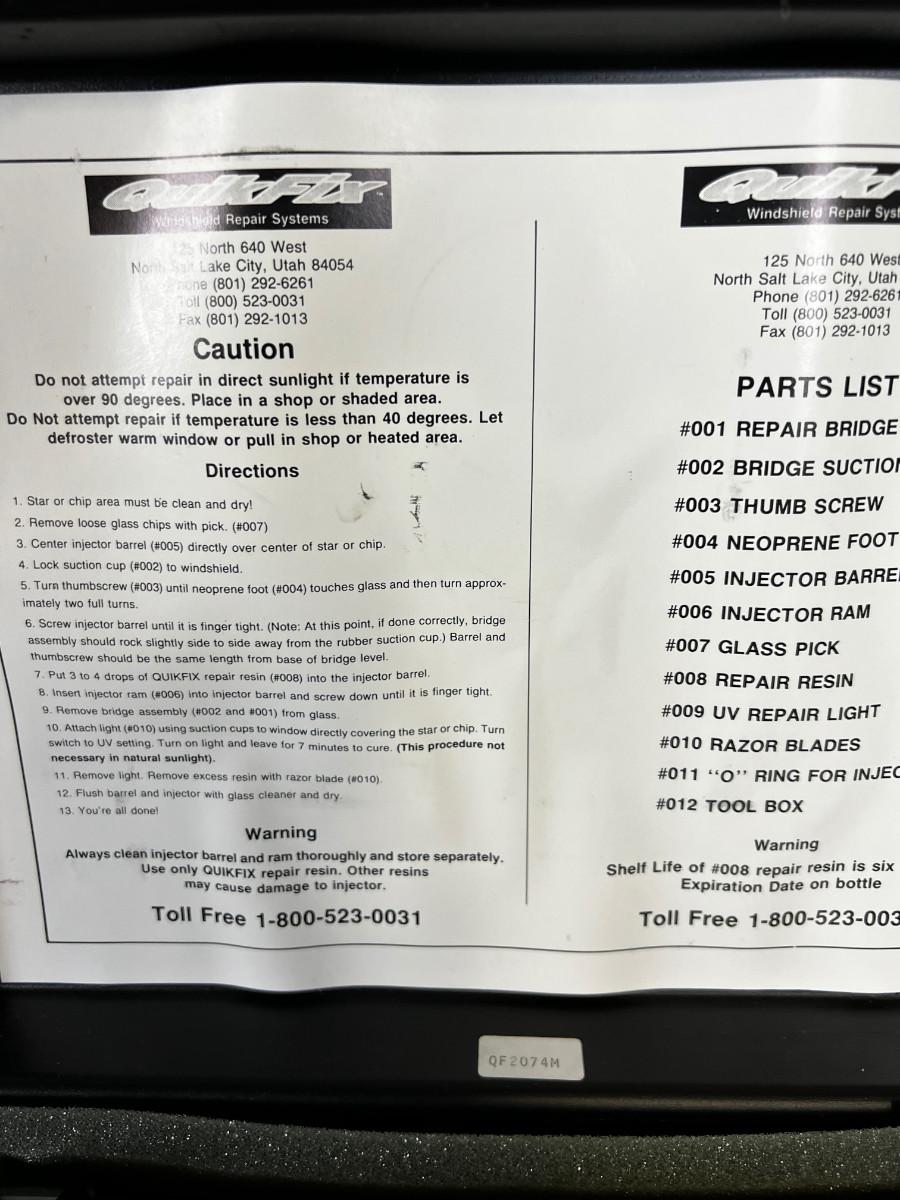 QuikFix
Windshield Repair Systems
125 North 640 West
North Salt Lake City, Utah 84054
Phone (801) 292-6261
Toll (800) 523-0031
Fax (801) 292-1013
Caution
Do not attempt repair in direct sunlight if temperature is
over 90 degrees. Place in a shop or shaded area.
Do Not attempt repair if temperature is less than 40 degrees. Let
defroster warm window or pull in shop or heated area.
Directions
1. Star or chip area must be clean and dry!
2. Remove loose glass chips with pick. (#007)
3. Center injector barrel (#005) directly over center of star or chip.
4. Lock suction cup (#002) to windshield.
5. Turn thumbscrew (#003) until neoprene foot (#004) touches glass and then turn approx-
imately two full turns.
6. Screw injector barrel until it is finger tight. (Note: At this point, if done correctly, bridge
assembly should rock slightly side to side away from the rubber suction cup.) Barrel and
thumbscrew should be the same length from base of bridge level.
7. Put 3 to 4 drops of QUIKFIX repair resin (#008) into the injector barrel.
8. Insert injector ram (#006) into injector barrel and screw down until it is finger tight.
9. Remove bridge assembly (#002 and #001) from glass.
10. Attach light (#010) using suction cups to window directly covering the star or chip. Turn
switch to UV setting. Turn on light and leave for 7 minutes to cure. (This procedure not
necessary in natural sunlight).
11. Remove light. Remove excess resin with razor blade (#010).
12. Flush barrel and injector with glass cleaner and dry.
13. You're all done!
Warning
Always clean injector barrel and ram thoroughly and store separately.
Use only QUIKFIX repair resin. Other resins
may cause damage to injector.
Toll Free 1-800-523-0031
QuikF
Windshield Repair Syst
125 North 640 West
North Salt Lake City, Utah
Phone (801) 292-6261
Toll (800) 523-0031
Fax (801) 292-1013
PARTS LIST
#001 REPAIR BRIDGE
#002 BRIDGE SUCTION
#003 THUMB SCREW
#004 NEOPRENE FOOT
#005 INJECTOR BARREL
#006 INJECTOR RAM
#007 GLASS PICK
#008 REPAIR RESIN
#009 UV REPAIR LIGHT
#010 RAZOR BLADES
#011 "O" RING FOR INJEC
#012 TOOL BOX
Warning
Shelf Life of #008 repair resin is six
Expiration Date on bottle
Toll Free 1-800-523-003
QF2074M